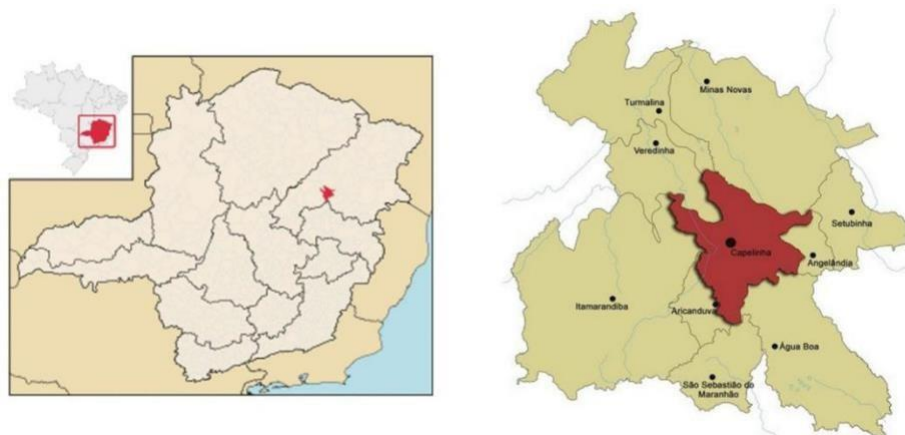 Minas Novas
Turmalina
Veredinha
Setubinha
Capelinha
Angelândia
Itamarandiba
Aricanduva
Água Boa
São Sebastião do
Maranhão